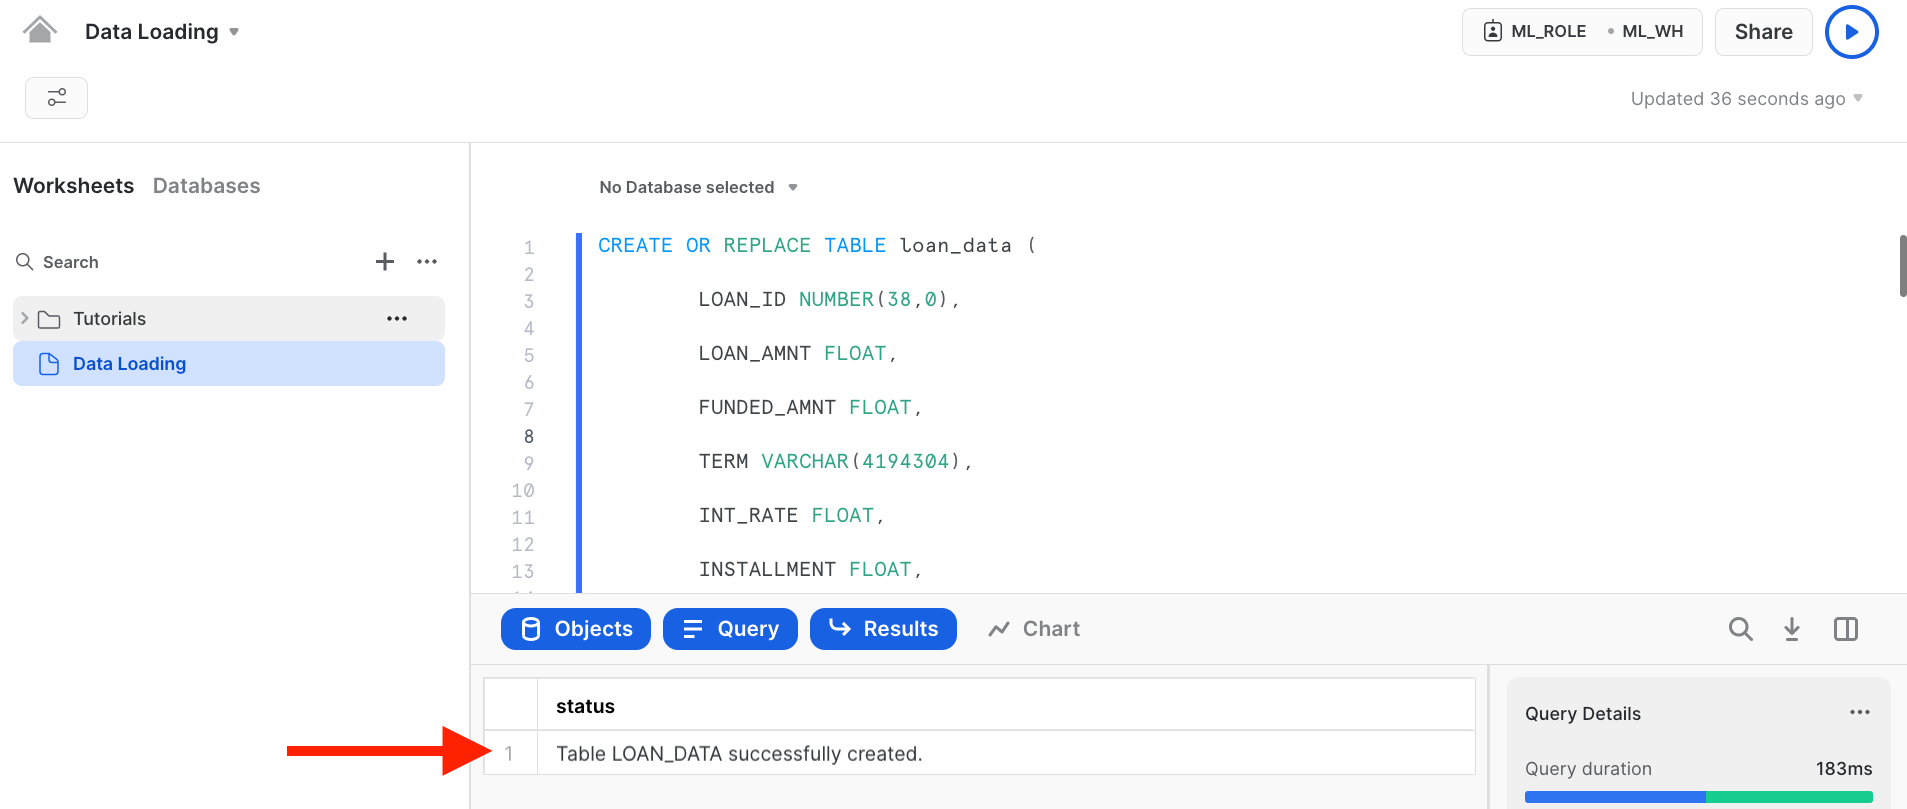 Data Loading
ML_ROLE • ML_WH
Share
Updated 36 seconds ago
Worksheets Databases
Search
Tutorials
Data Loading
No Database selected
1 CREATE OR REPLACE TABLE loan_data (
2
3 LOAN_ID NUMBER(38,0),
4
5 LOAN_AMNT FLOAT,
6
7 FUNDED_AMNT FLOAT,
8
9 TERM VARCHAR(4194304),
10
11 INT_RATE FLOAT,
12
13 INSTALLMENT FLOAT,
Objects Query Results Chart
status
1 Table LOAN_DATA successfully created.
Query Details
Query duration 183ms